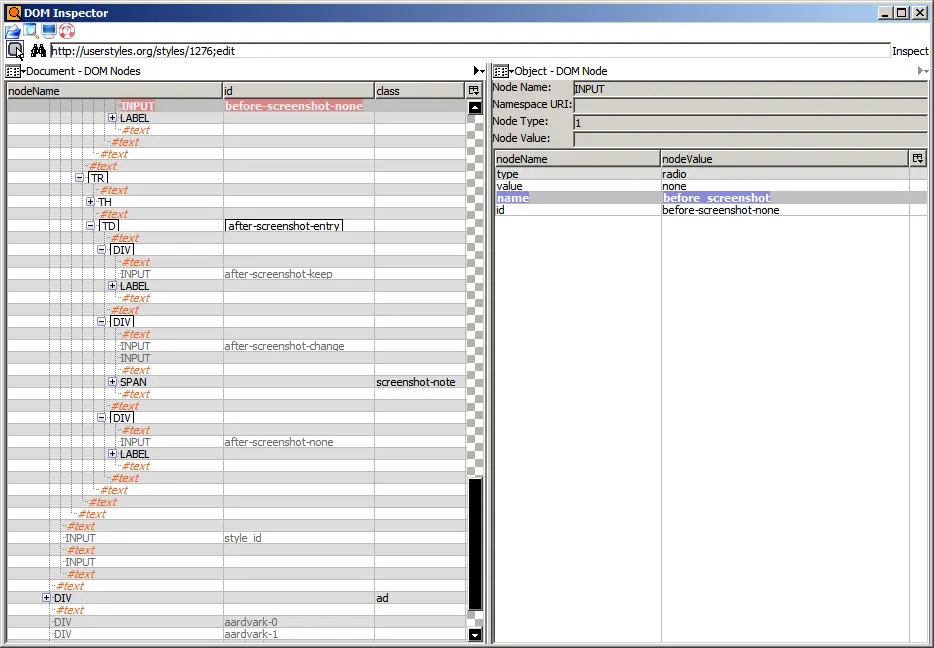 DOM Inspector
http://userstyles.org/styles/1276;edit Inspect
Document - DOM Nodes
nodeName id class
INPUT before-screenshot-none
LABEL
#text
#text
#text
#text
TR
#text
TH
#text
TD after-screenshot-entry
#text
DIV
#text
INPUT after-screenshot-keep
LABEL
#text
#text
DIV
#text
INPUT after-screenshot-change
INPUT
#text
SPAN screenshot-note
#text
#text
DIV
#text
INPUT after-screenshot-none
LABEL
#text
#text
#text
#text
#text
#text
INPUT style_id
#text
INPUT
#text
#text
DIV ad
#text
DIV aardvark-0
DIV aardvark-1
Object - DOM Node
Node Name: INPUT
Namespace URI:
Node Type: 1
Node Value:
nodeName nodeValue
type radio
value none
name before_screenshot
id before-screenshot-none